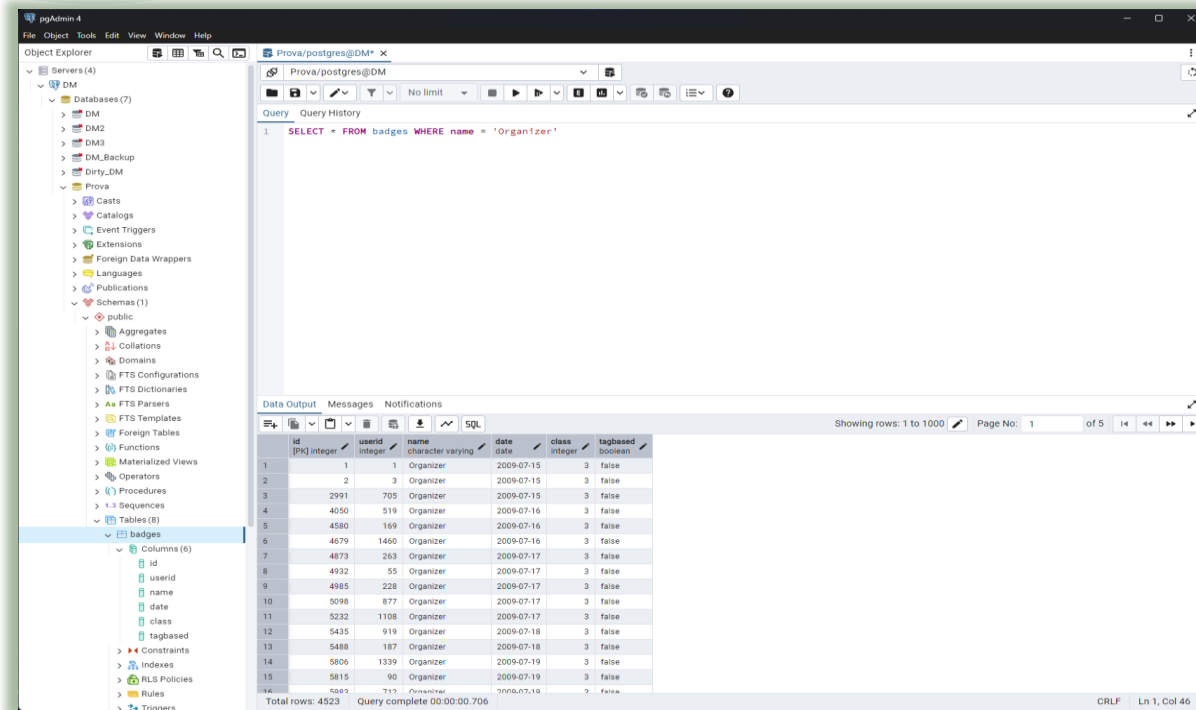 pgAdmin 4
File Object Tools Edit View Window Help
Object Explorer
Servers (4)
DM
Databases (7)
DM
DM2
DM3
DM_Backup
Dirty_DM
Prova
Casts
Catalogs
Event Triggers
Extensions
Foreign Data Wrappers
Languages
Publications
Schemas (1)
public
Aggregates
Collations
Domains
FTS Configurations
FTS Dictionaries
FTS Parsers
FTS Templates
Foreign Tables
Functions
Materialized Views
Operators
Procedures
Sequences
Tables (8)
badges
Columns (6)
id
userid
name
date
class
tagbased
Constraints
Indexes
RLS Policies
Rules
Triggers
Prova/postgres@DM*
Prova/postgres@DM
No limit
Query Query History
1 SELECT * FROM badges WHERE name = 'Organizer'
Data Output Messages Notifications
SQL Showing rows: 1 to 1000 Page No: 1 of 5
id userid name date class tagbased
[PK] integer integer character varying date integer boolean
1 1 1 Organizer 2009-07-15 3 false
2 2 3 Organizer 2009-07-15 3 false
3 2991 705 Organizer 2009-07-15 3 false
4 4050 519 Organizer 2009-07-16 3 false
5 4580 169 Organizer 2009-07-16 3 false
6 4679 1460 Organizer 2009-07-16 3 false
7 4873 263 Organizer 2009-07-17 3 false
8 4932 55 Organizer 2009-07-17 3 false
9 4985 228 Organizer 2009-07-17 3 false
10 5098 877 Organizer 2009-07-17 3 false
11 5232 1108 Organizer 2009-07-17 3 false
12 5435 919 Organizer 2009-07-18 3 false
13 5488 187 Organizer 2009-07-18 3 false
14 5806 1339 Organizer 2009-07-19 3 false
15 5815 90 Organizer 2009-07-19 3 false
16 5983 712 Organizer 2009-07-19 3 false
Total rows: 4523 Query complete 00:00:00.706 CRLF Ln 1, Col 46